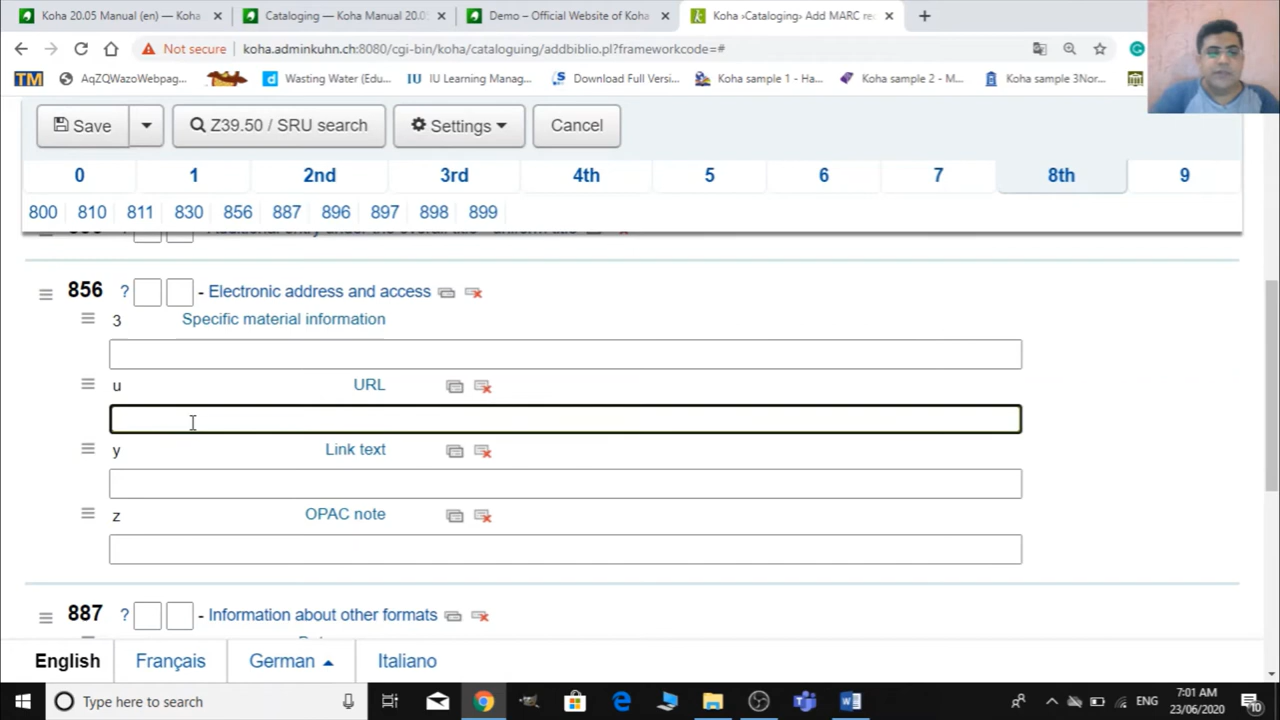 Koha 20.05 Manual (en) — Koha
Cataloging — Koha Manual 20.0
Demo – Official Website of Koha
Koha ›Cataloging› Add MARC rec
Not secure
koha.adminkuhn.ch:8080/cgi-bin/koha/cataloguing/addbiblio.pl?frameworkcode=#
TM
AqZQWazoWebpag...
Wasting Water (Edu...
IU Learning Manag...
Download Full Versi...
Koha sample 1 - Ha...
Koha sample 2 - M...
Koha sample 3Nor...
Save
Z39.50 / SRU search
Settings
Cancel
0 1 2nd 3rd 4th 5 6 7 8th 9
800 810 811 830 856 887 896 897 898 899
856 ? - Electronic address and access
3 Specific material information
u URL
y Link text
z OPAC note
887 ? - Information about other formats
English Français German Italiano
Type here to search
ENG
7:01 AM
23/06/2020
10